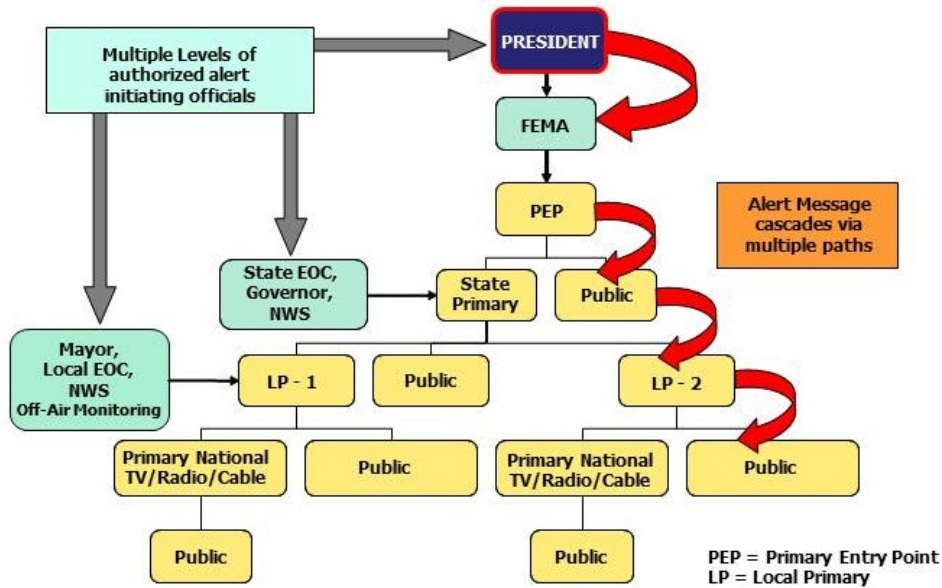 Multiple Levels of
authorized alert
initiating officials
PRESIDENT
FEMA
PEP
Alert Message
cascades via
multiple paths
State EOC,
Governor,
NWS
State
Primary
Public
Mayor,
Local EOC,
NWS
Off-Air Monitoring
LP - 1
Public
LP - 2
Primary National
TV/Radio/Cable
Public
Primary National
TV/Radio/Cable
Public
Public
Public
PEP = Primary Entry Point
LP = Local Primary